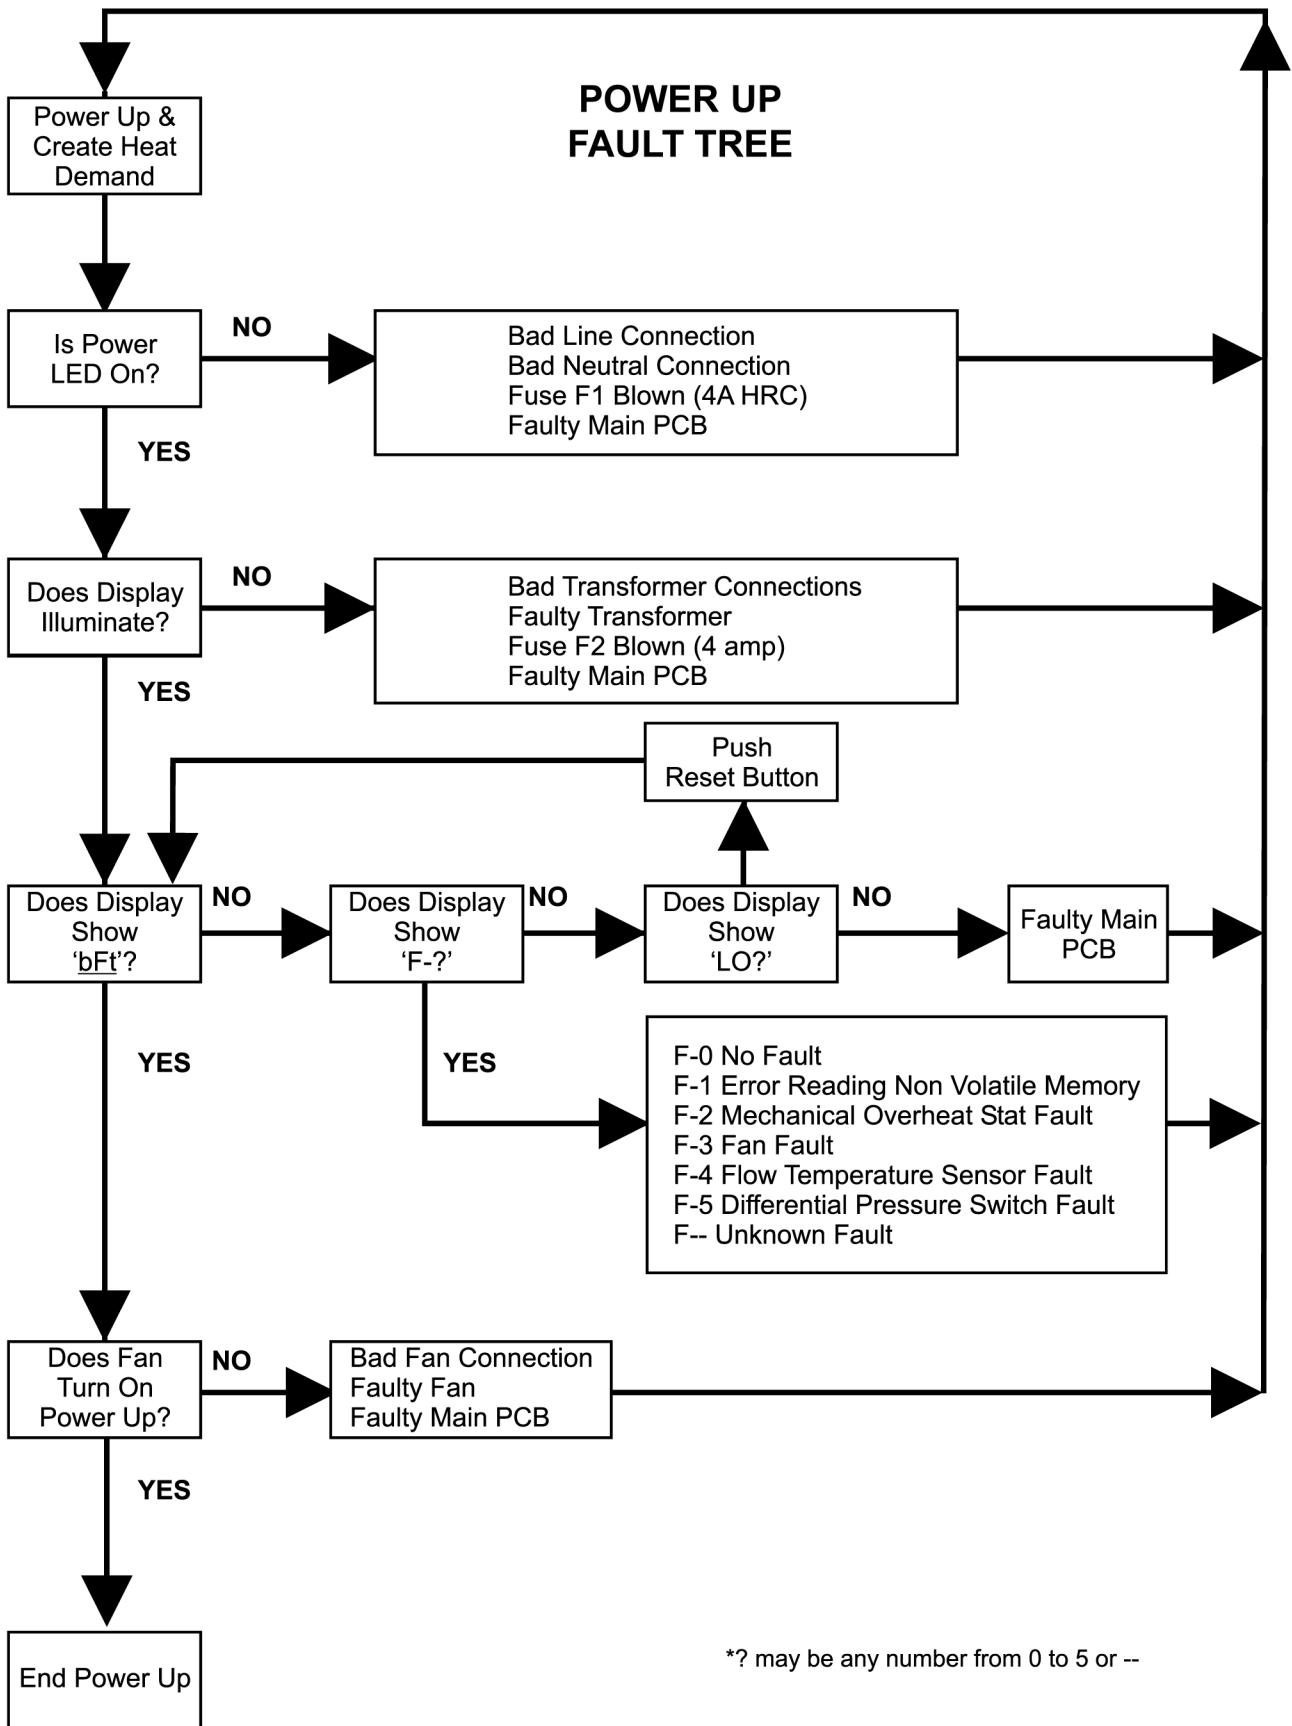 POWER UP
FAULT TREE
Power Up &
Create Heat
Demand
Is Power
LED On?
NO
Bad Line Connection
Bad Neutral Connection
Fuse F1 Blown (4A HRC)
Faulty Main PCB
YES
Does Display
Illuminate?
NO
Bad Transformer Connections
Faulty Transformer
Fuse F2 Blown (4 amp)
Faulty Main PCB
YES
Push
Reset Button
Does Display
Show
‘bFt’?
NO
Does Display
Show
‘F-?’
NO
Does Display
Show
‘LO?’
NO
Faulty Main
PCB
YES
YES
F-0 No Fault
F-1 Error Reading Non Volatile Memory
F-2 Mechanical Overheat Stat Fault
F-3 Fan Fault
F-4 Flow Temperature Sensor Fault
F-5 Differential Pressure Switch Fault
F-- Unknown Fault
Does Fan
Turn On
Power Up?
NO
Bad Fan Connection
Faulty Fan
Faulty Main PCB
YES
End Power Up
*? may be any number from 0 to 5 or --